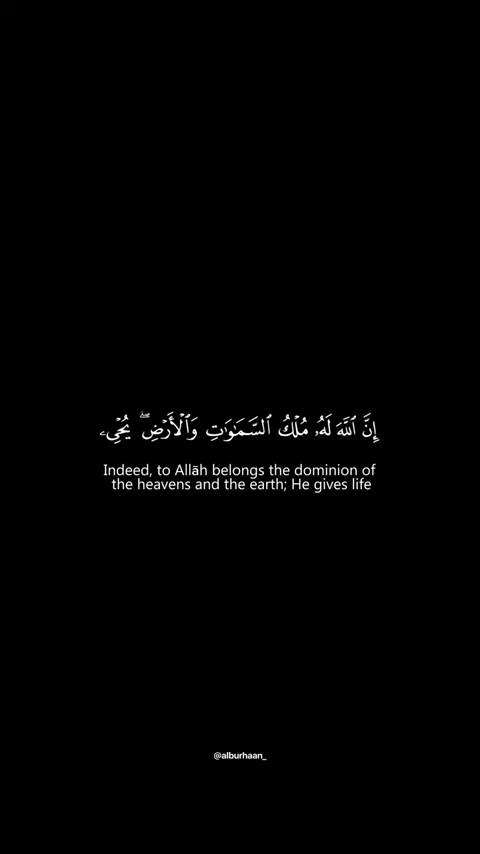 إِنَّ ٱللَّهَ لَهُۥ مُلۡكُ ٱلسَّمَٰوَٰتِ وَٱلۡأَرۡضِۖ يُحۡيِۦ
Indeed, to Allāh belongs the dominion of
the heavens and the earth; He gives life
@alburhaan_